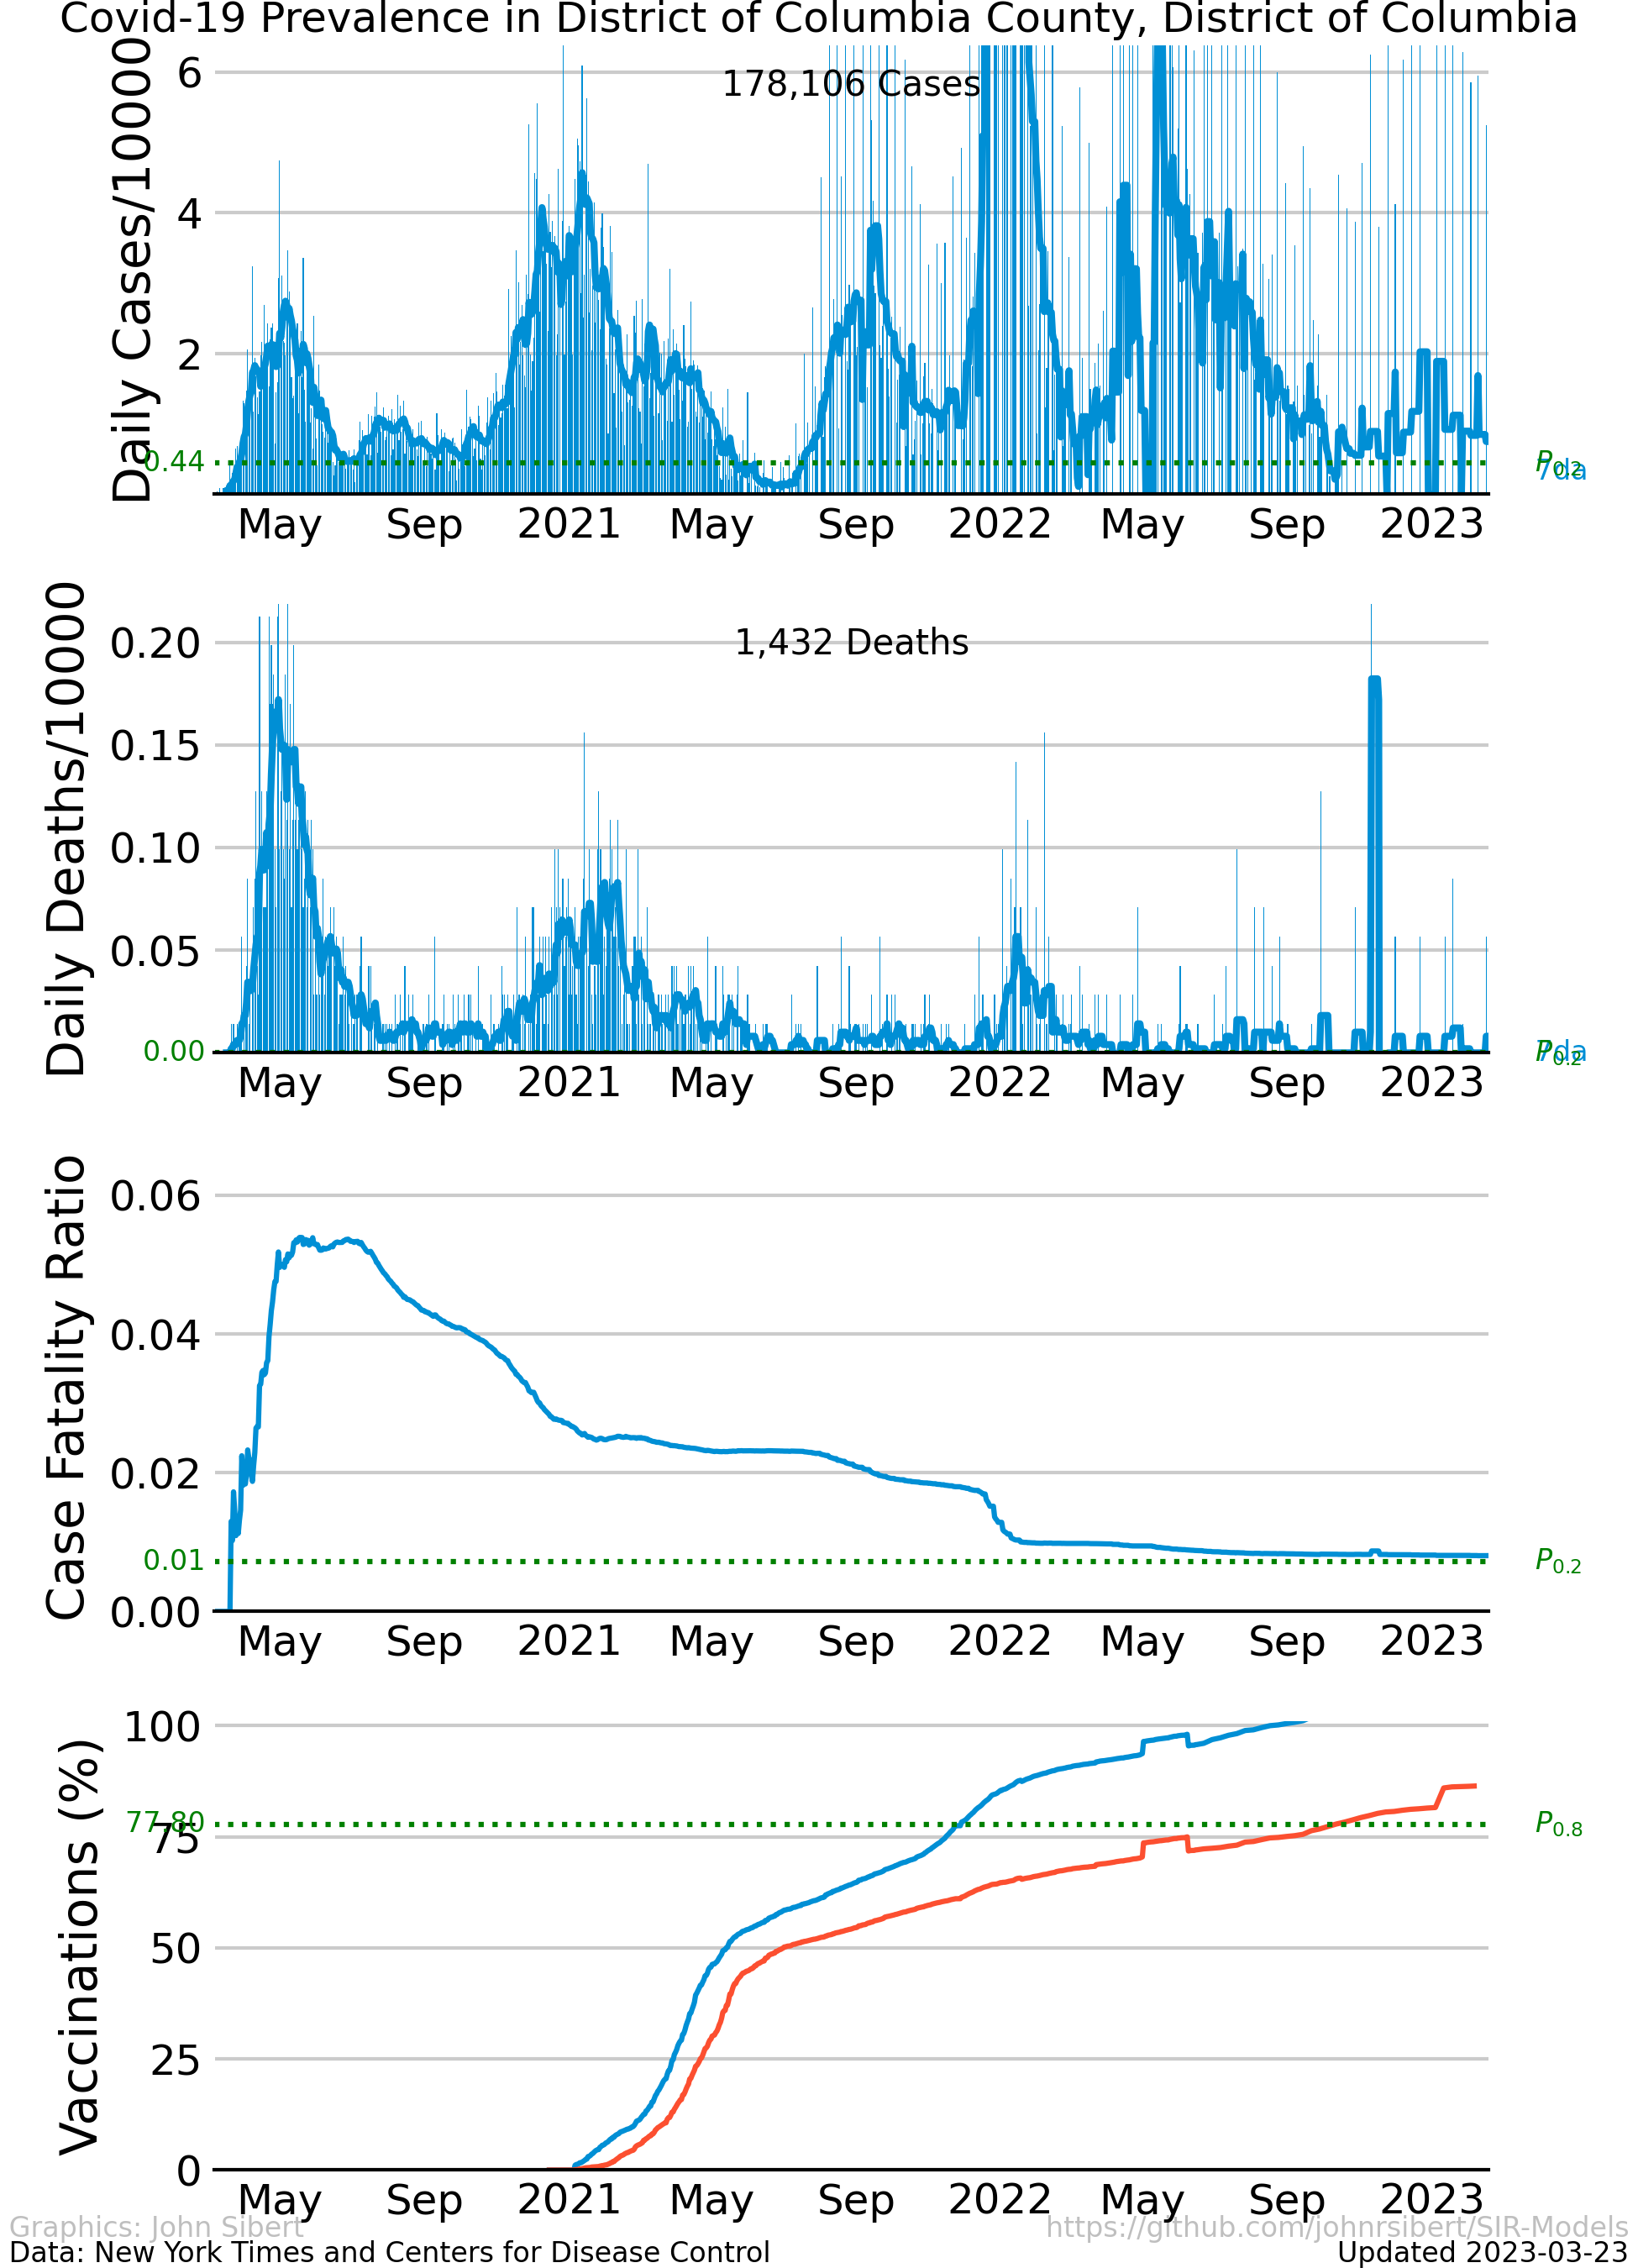 Covid-19 Prevalence in District of Columbia County, District of Columbia
Daily Cases/10000
178,106 Cases
6
4
2
0.44
P0.2
7da
May Sep 2021 May Sep 2022 May Sep 2023
Daily Deaths/10000
1,432 Deaths
0.20
0.15
0.10
0.05
0.00
P0.2
7da
May Sep 2021 May Sep 2022 May Sep 2023
Case Fatality Ratio
0.06
0.04
0.02
0.01
P0.2
0.00
May Sep 2021 May Sep 2022 May Sep 2023
Vaccinations (%)
100
77.80
P0.8
75
50
25
0
May Sep 2021 May Sep 2022 May Sep 2023
Graphics: John Sibert
https://github.com/johnrsibert/SIR-Models
Data: New York Times and Centers for Disease Control
Updated 2023-03-23